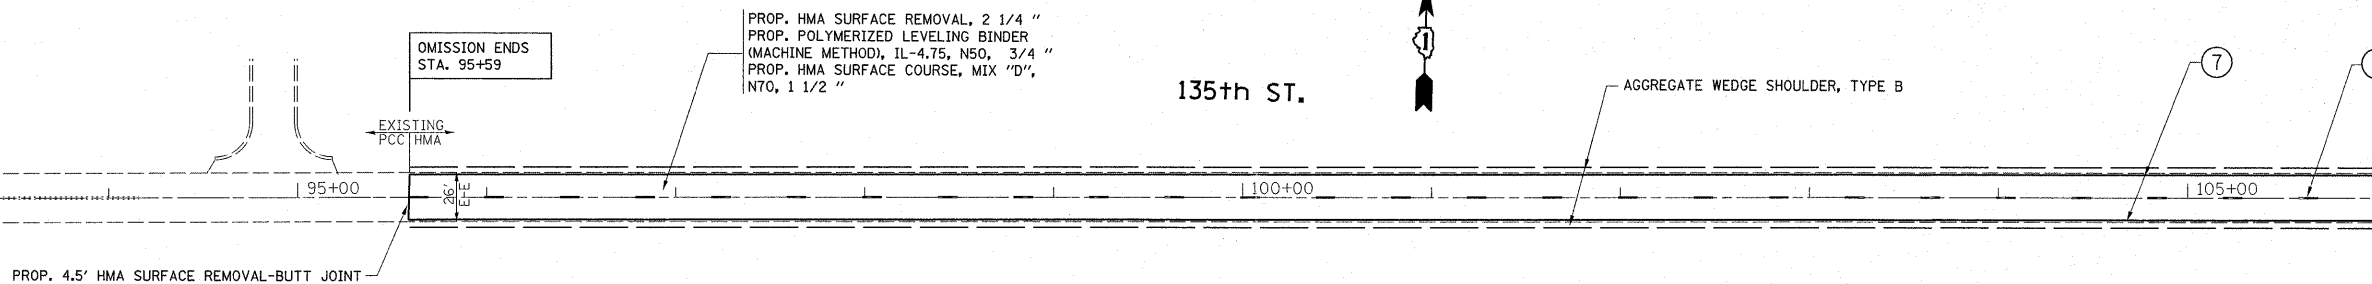 PROP. HMA SURFACE REMOVAL, 2 1/4 "
PROP. POLYMERIZED LEVELING BINDER
(MACHINE METHOD), IL-4.75, N50, 3/4 "
PROP. HMA SURFACE COURSE, MIX "D",
N70, 1 1/2 "
OMISSION ENDS
STA. 95+59
1
135th ST.
7
AGGREGATE WEDGE SHOULDER, TYPE B
EXISTING
PCC HMA
95+00
26'
E-E
100+00
105+00
PROP. 4.5' HMA SURFACE REMOVAL-BUTT JOINT